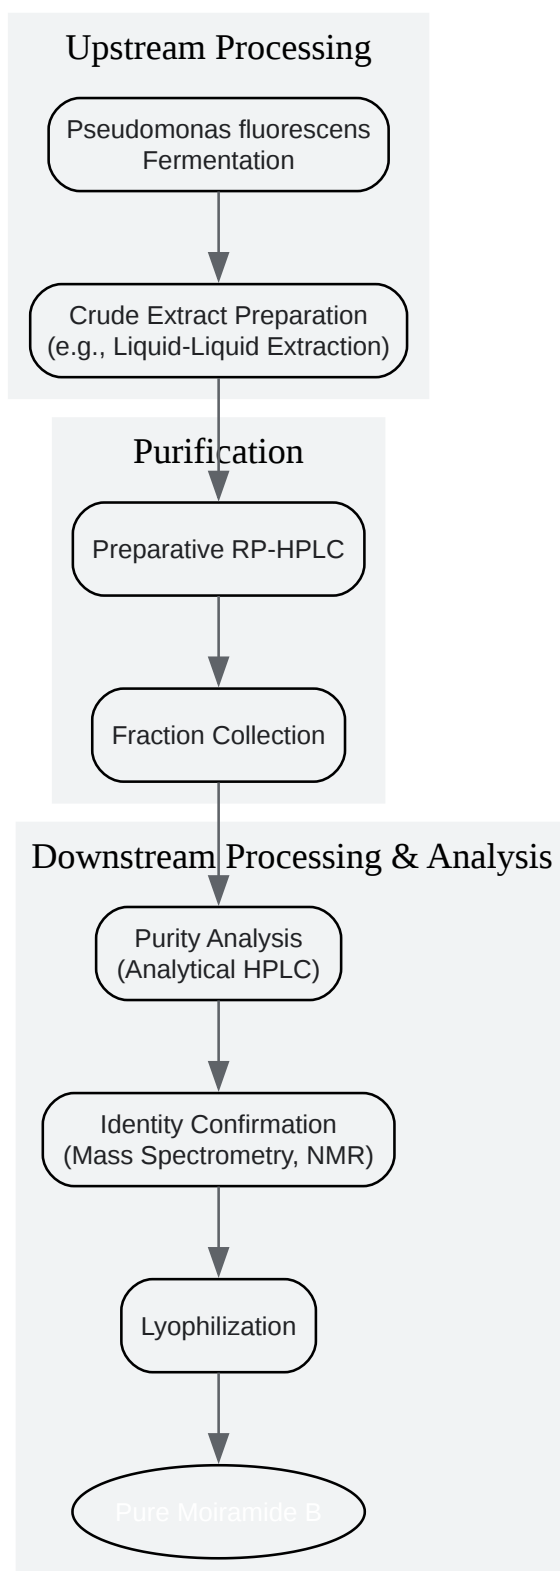 Upstream Processing
Pseudomonas fluorescens
Fermentation
Crude Extract Preparation
(e.g., Liquid-Liquid Extraction)
Purification
Preparative RP-HPLC
Fraction Collection
Downstream Processing & Analysis
Purity Analysis
(Analytical HPLC)
Identity Confirmation
(Mass Spectrometry, NMR)
Lyophilization
Pure Moiramide B